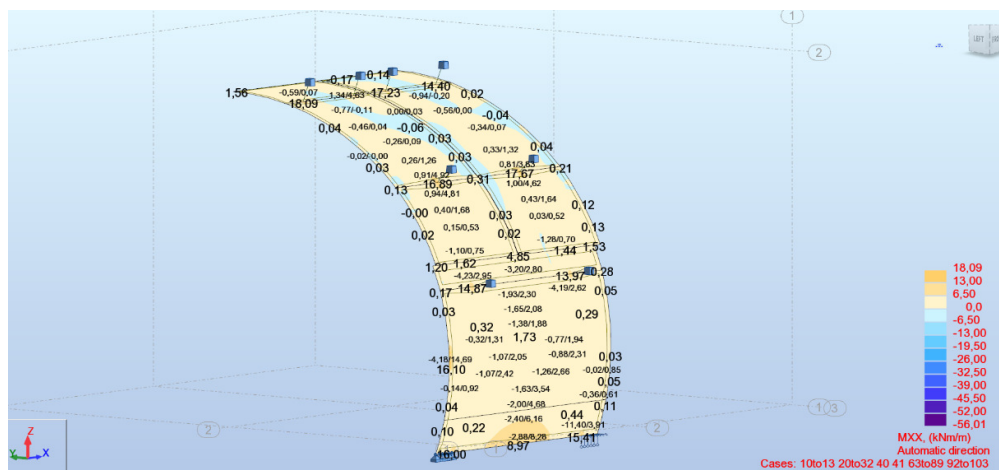 1
2
LEFT
-0,17 0,14
1,56 -0,59/0,07 1,34/4,63 -17,23 -0,94/-0,20 14,40 0,02
18,09 -0,77/-0,11 0,00/0,03 -0,56/0,00 -0,04
0,04 -0,46/0,04 -0,06 -0,34/0,07
-0,26/0,09 0,03
-0,02/0,00 0,03 0,33/1,32 0,04
0,03 0,26/1,26 0,81/3,83 0,21
0,91/4,92 17,67
0,13 16,89 0,31 1,00/4,62
0,94/4,81
-0,00 0,40/1,68 0,03 0,43/1,64 0,12
0,02 0,15/0,53 0,02 0,03/0,52 0,13
-1,10/0,75 -1,28/0,70
1,20 1,62 4,85 1,44 1,53
-4,23/2,95 -3,20/2,80 13,97 0,28
0,17 14,87 -1,93/2,30 -4,19/2,62 0,05
0,03 -1,65/2,08 0,29
0,32 -1,38/1,88
-0,32/1,31 1,73 -0,77/1,94
-4,18/14,69 -1,07/2,05 -0,88/2,31 0,03
16,10 -1,07/2,42 -1,26/2,66 -0,02/0,85
-0,14/0,92 -1,63/3,54 0,05
-0,36/0,61
0,04 -2,00/4,68 0,11
-2,40/6,16 0,44
0,10 0,22 -11,40/3,91
-2,88/8,28 15,41
16,00 8,97
2
1
2
1
3
Z
Y
X
18,09
13,00
6,50
0,0
-6,50
-13,00
-19,50
-26,00
-32,50
-39,00
-45,50
-52,00
-56,01
MXX, (kNm/m)
Automatic direction
Cases: 10to13 20to32 40 41 63to89 92to103